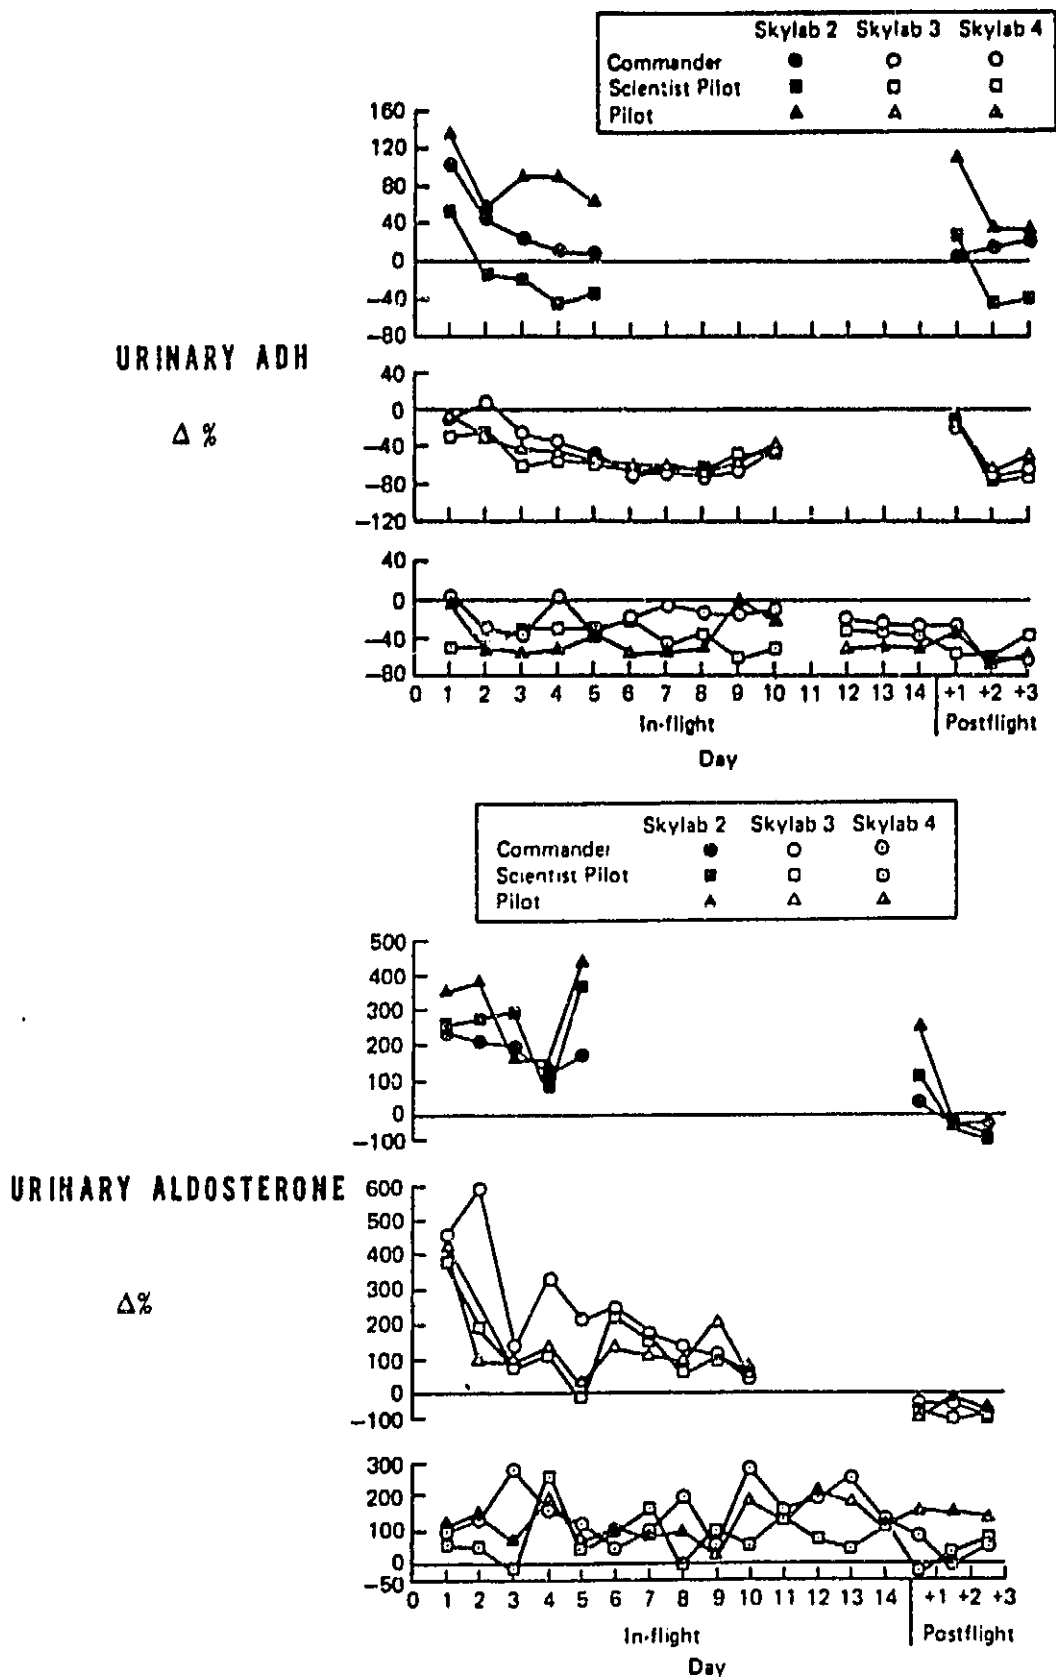 Skylab 2 Skylab 3 Skylab 4
Commander
Scientist Pilot
Pilot
160
120
80
40
0
−40
−80
URINARY ADH
Δ %
40
0
−40
−80
−120
40
0
−40
−80
0 1 2 3 4 5 6 7 8 9 10 11 12 13 14 +1 +2 +3
In-flight Postflight
Day
Skylab 2 Skylab 3 Skylab 4
Commander
Scientist Pilot
Pilot
500
400
300
200
100
0
−100
URINARY ALDOSTERONE
Δ%
600
500
400
300
200
100
0
−100
300
200
100
0
−50
0 1 2 3 4 5 6 7 8 9 10 11 12 13 14 +1 +2 +3
In-flight Postflight
Day